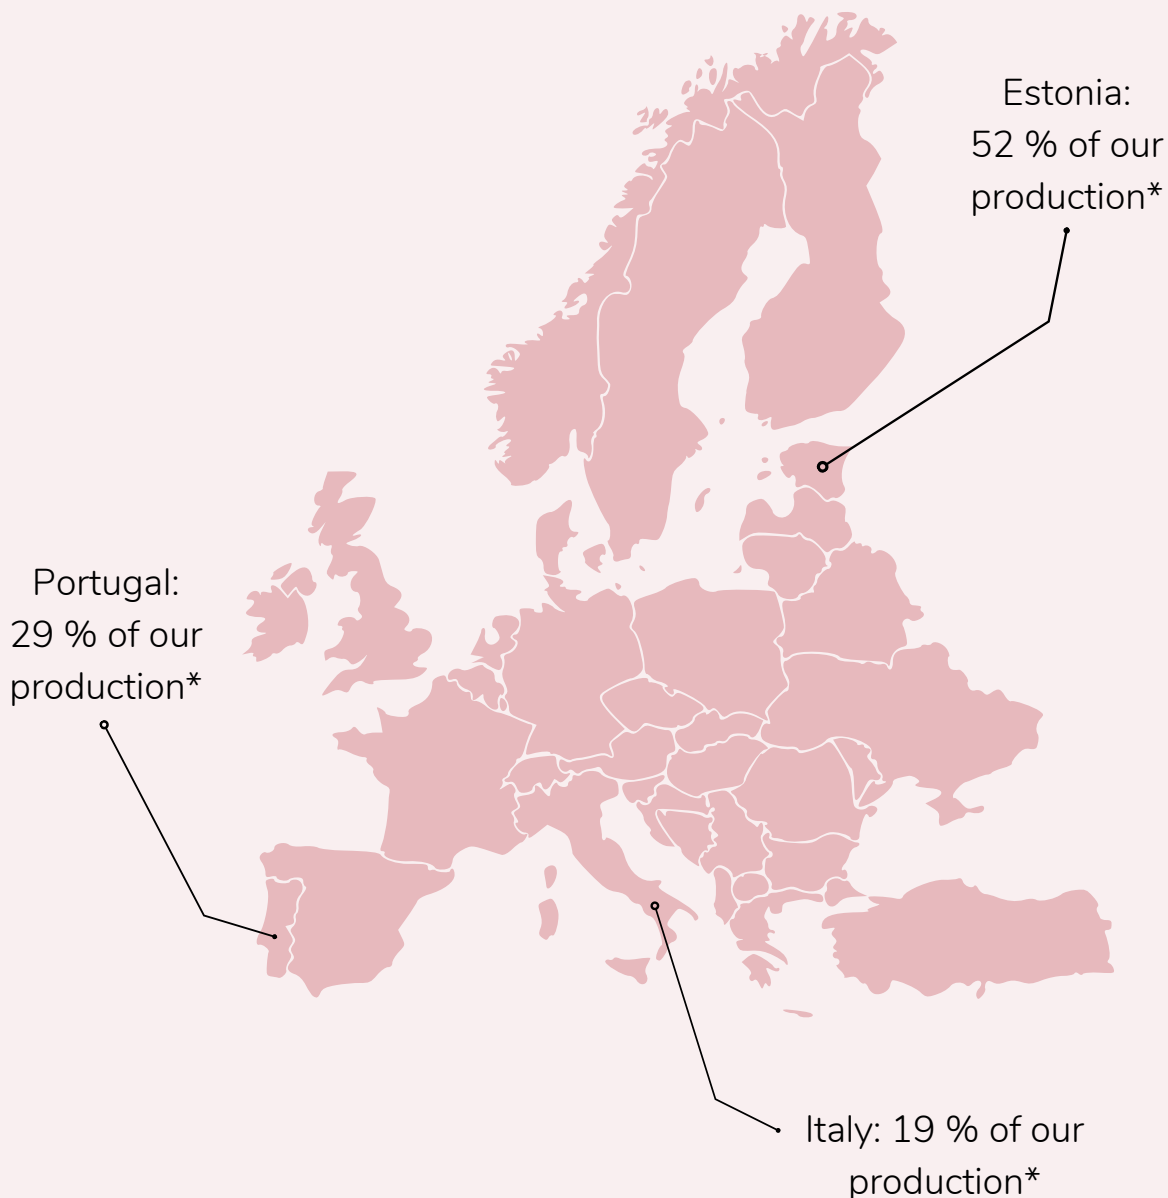 Estonia:
52 % of our
production*
Portugal:
29 % of our
production*
Italy: 19 % of our
production*